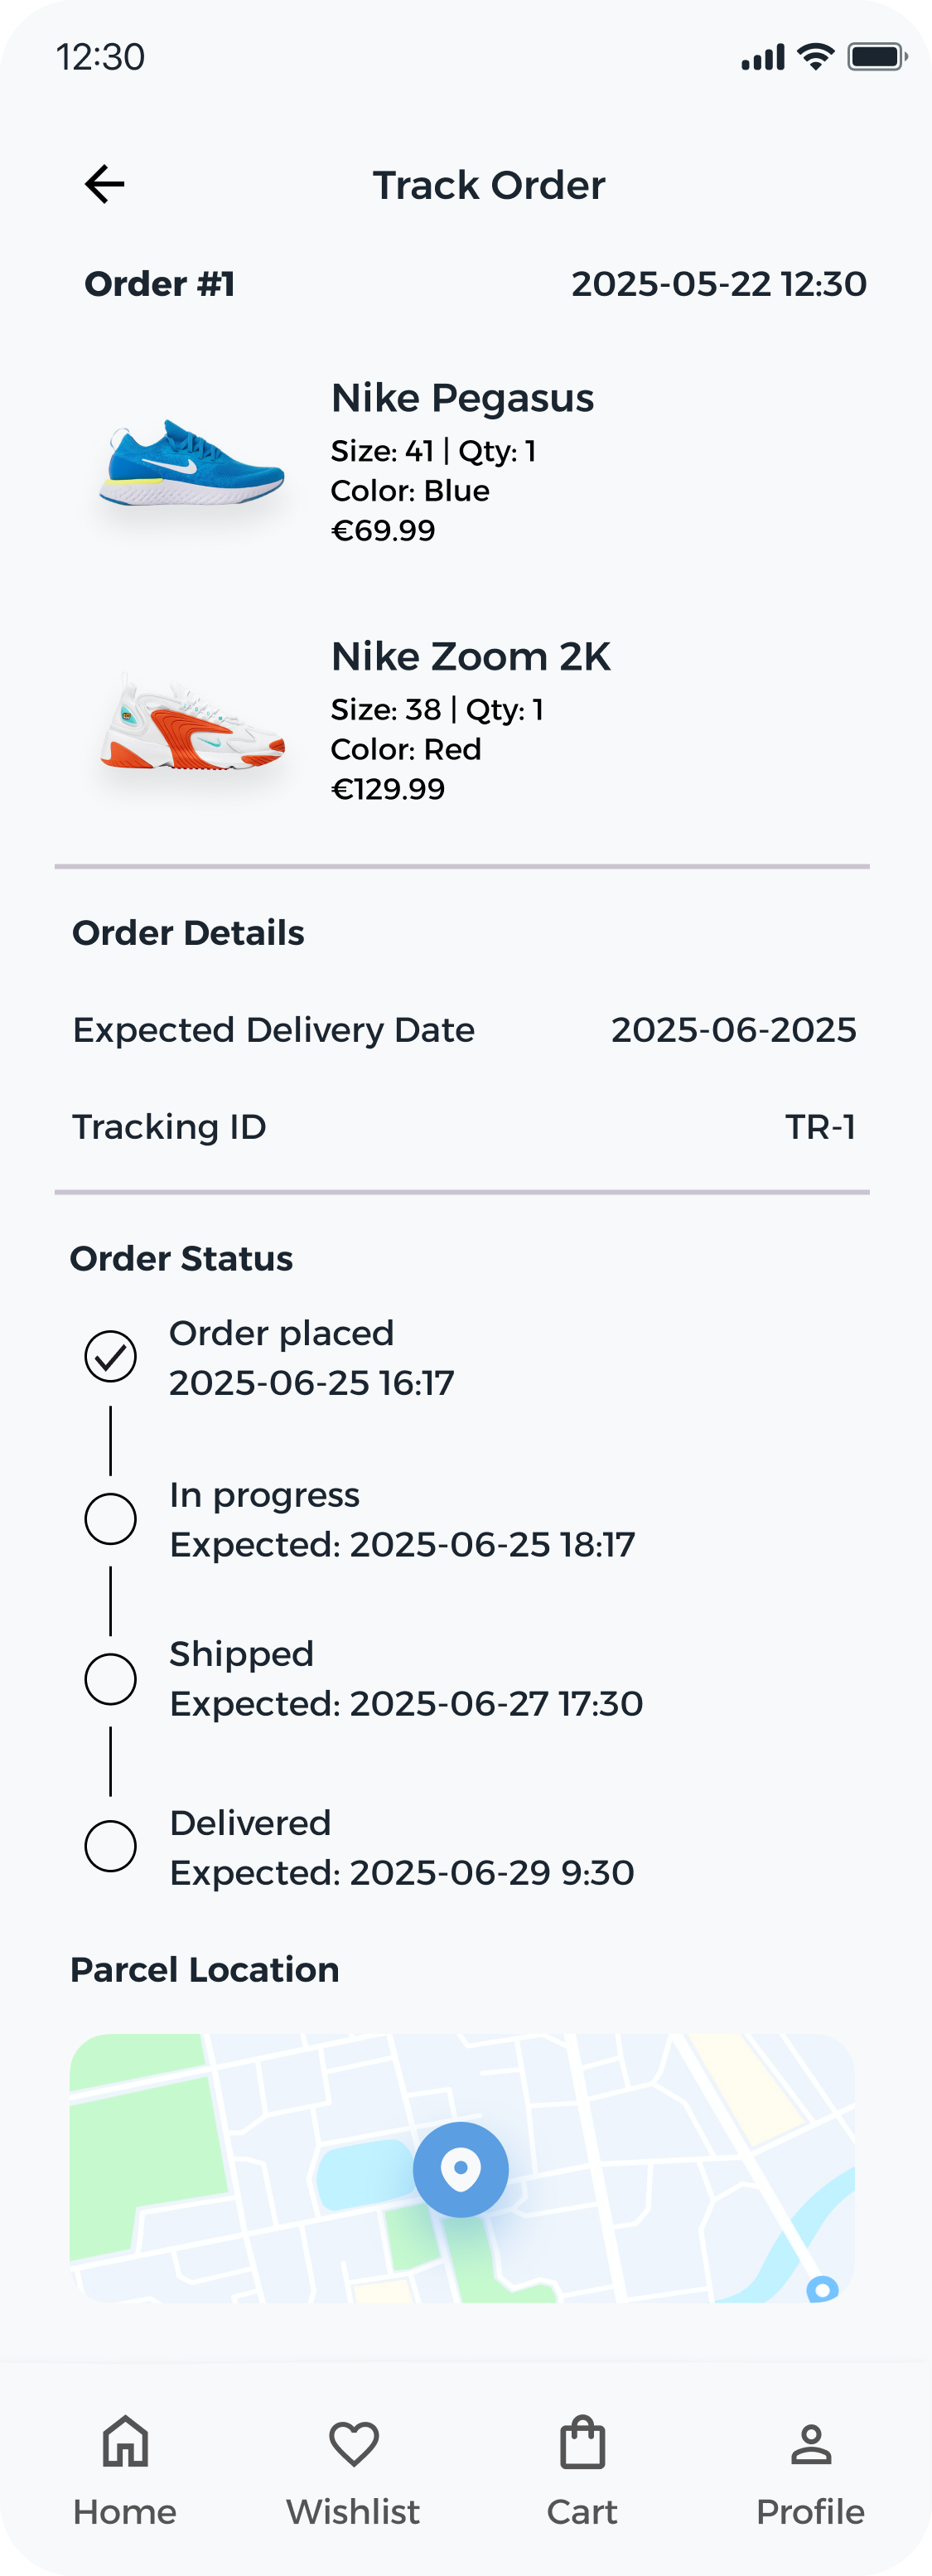 12:30
Track Order
Order #1 2025-05-22 12:30
Nike Pegasus
Size: 41 | Qty: 1
Color: Blue
€69.99
Nike Zoom 2K
Size: 38 | Qty: 1
Color: Red
€129.99
Order Details
Expected Delivery Date 2025-06-2025
Tracking ID TR-1
Order Status
Order placed
2025-06-25 16:17
In progress
Expected: 2025-06-25 18:17
Shipped
Expected: 2025-06-27 17:30
Delivered
Expected: 2025-06-29 9:30
Parcel Location
Home Wishlist Cart Profile